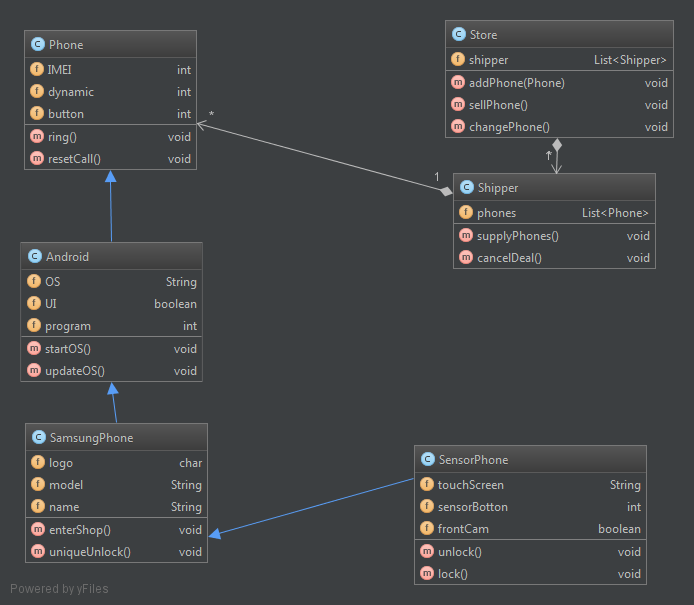 Phone
IMEI int
dynamic int
button int
ring() void
resetCall() void
Store
shipper List<Shipper>
addPhone(Phone) void
sellPhone() void
changePhone() void
*
1
Shipper
phones List<Phone>
supplyPhones() void
cancelDeal() void
Android
OS String
UI boolean
program int
startOS() void
updateOS() void
SamsungPhone
logo char
model String
name String
enterShop() void
uniqueUnlock() void
SensorPhone
touchScreen String
sensorBotton int
frontCam boolean
unlock() void
lock() void
Powered by yFiles